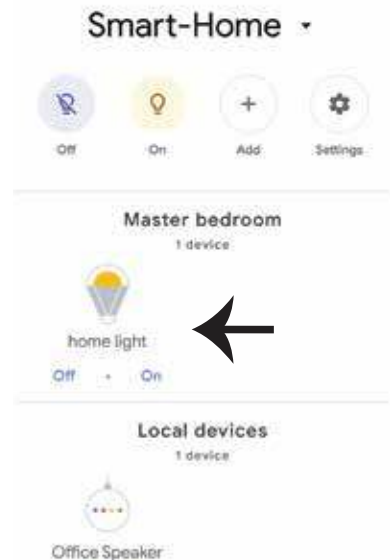 Smart-Home
Off On Add Settings
Master bedroom
1 device
home light
Off · On
Local devices
1 device
Office Speaker